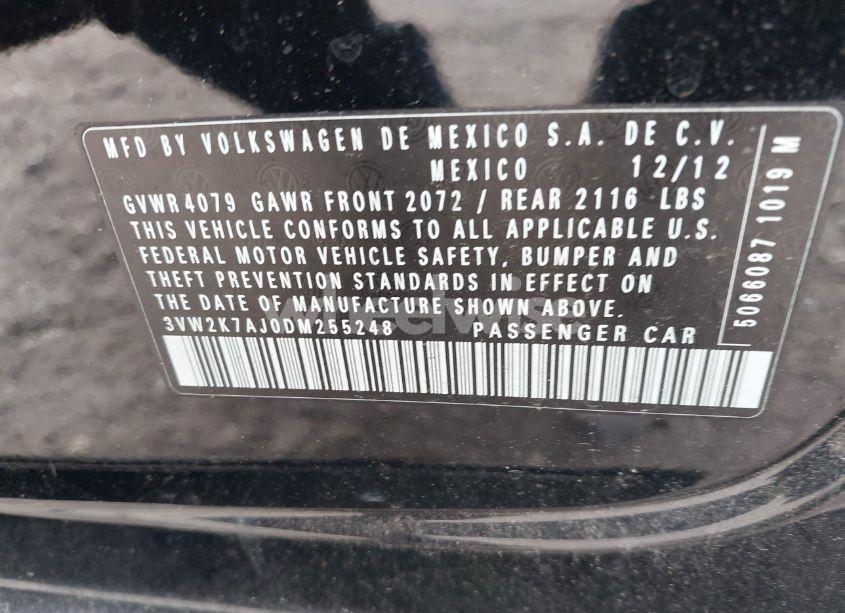 MFD BY VOLKSWAGEN DE MEXICO S.A. DE C.V.
MEXICO 12/12
GVWR 4079 GAWR FRONT 2072 / REAR 2116 LBS
THIS VEHICLE CONFORMS TO ALL APPLICABLE U.S.
FEDERAL MOTOR VEHICLE SAFETY, BUMPER AND
THEFT PREVENTION STANDARDS IN EFFECT ON
THE DATE OF MANUFACTURE SHOWN ABOVE.
3VW2K7AJ0DM255248 PASSENGER CAR
5066087 1019 M